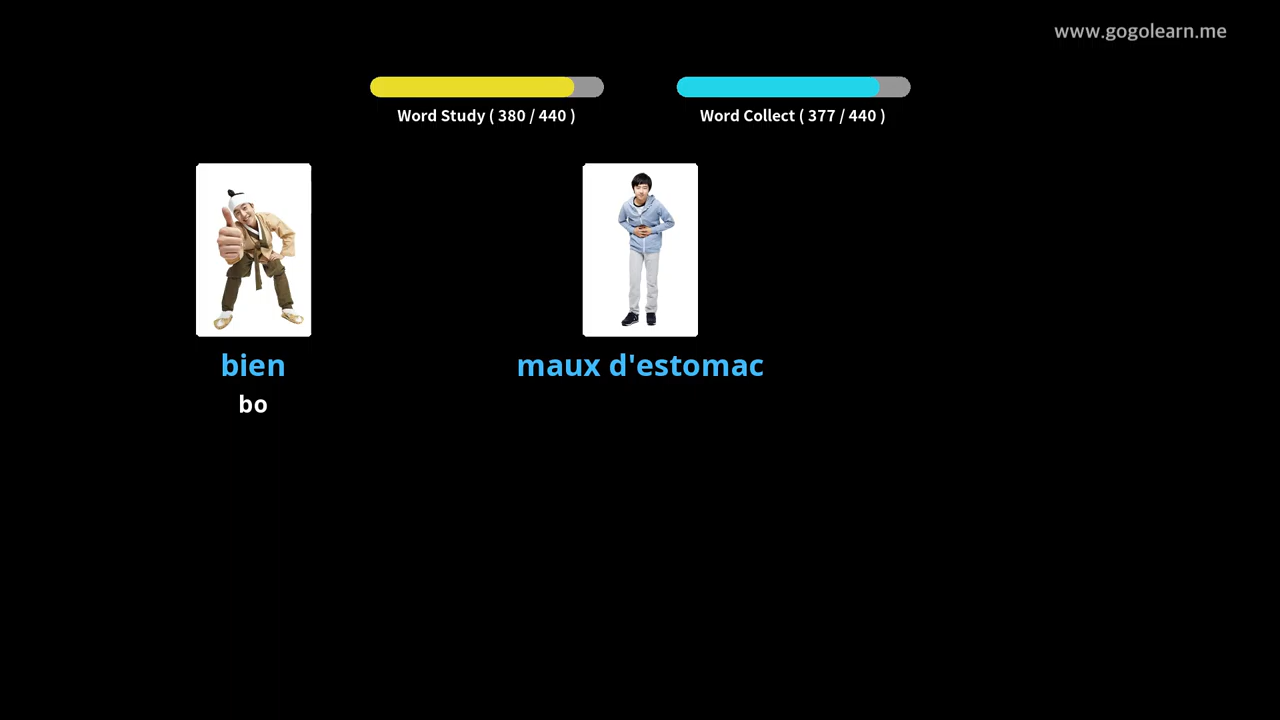 www.gogolearn.me
Word Study ( 380 / 440 )
Word Collect ( 377 / 440 )
bien
maux d'estomac
bo